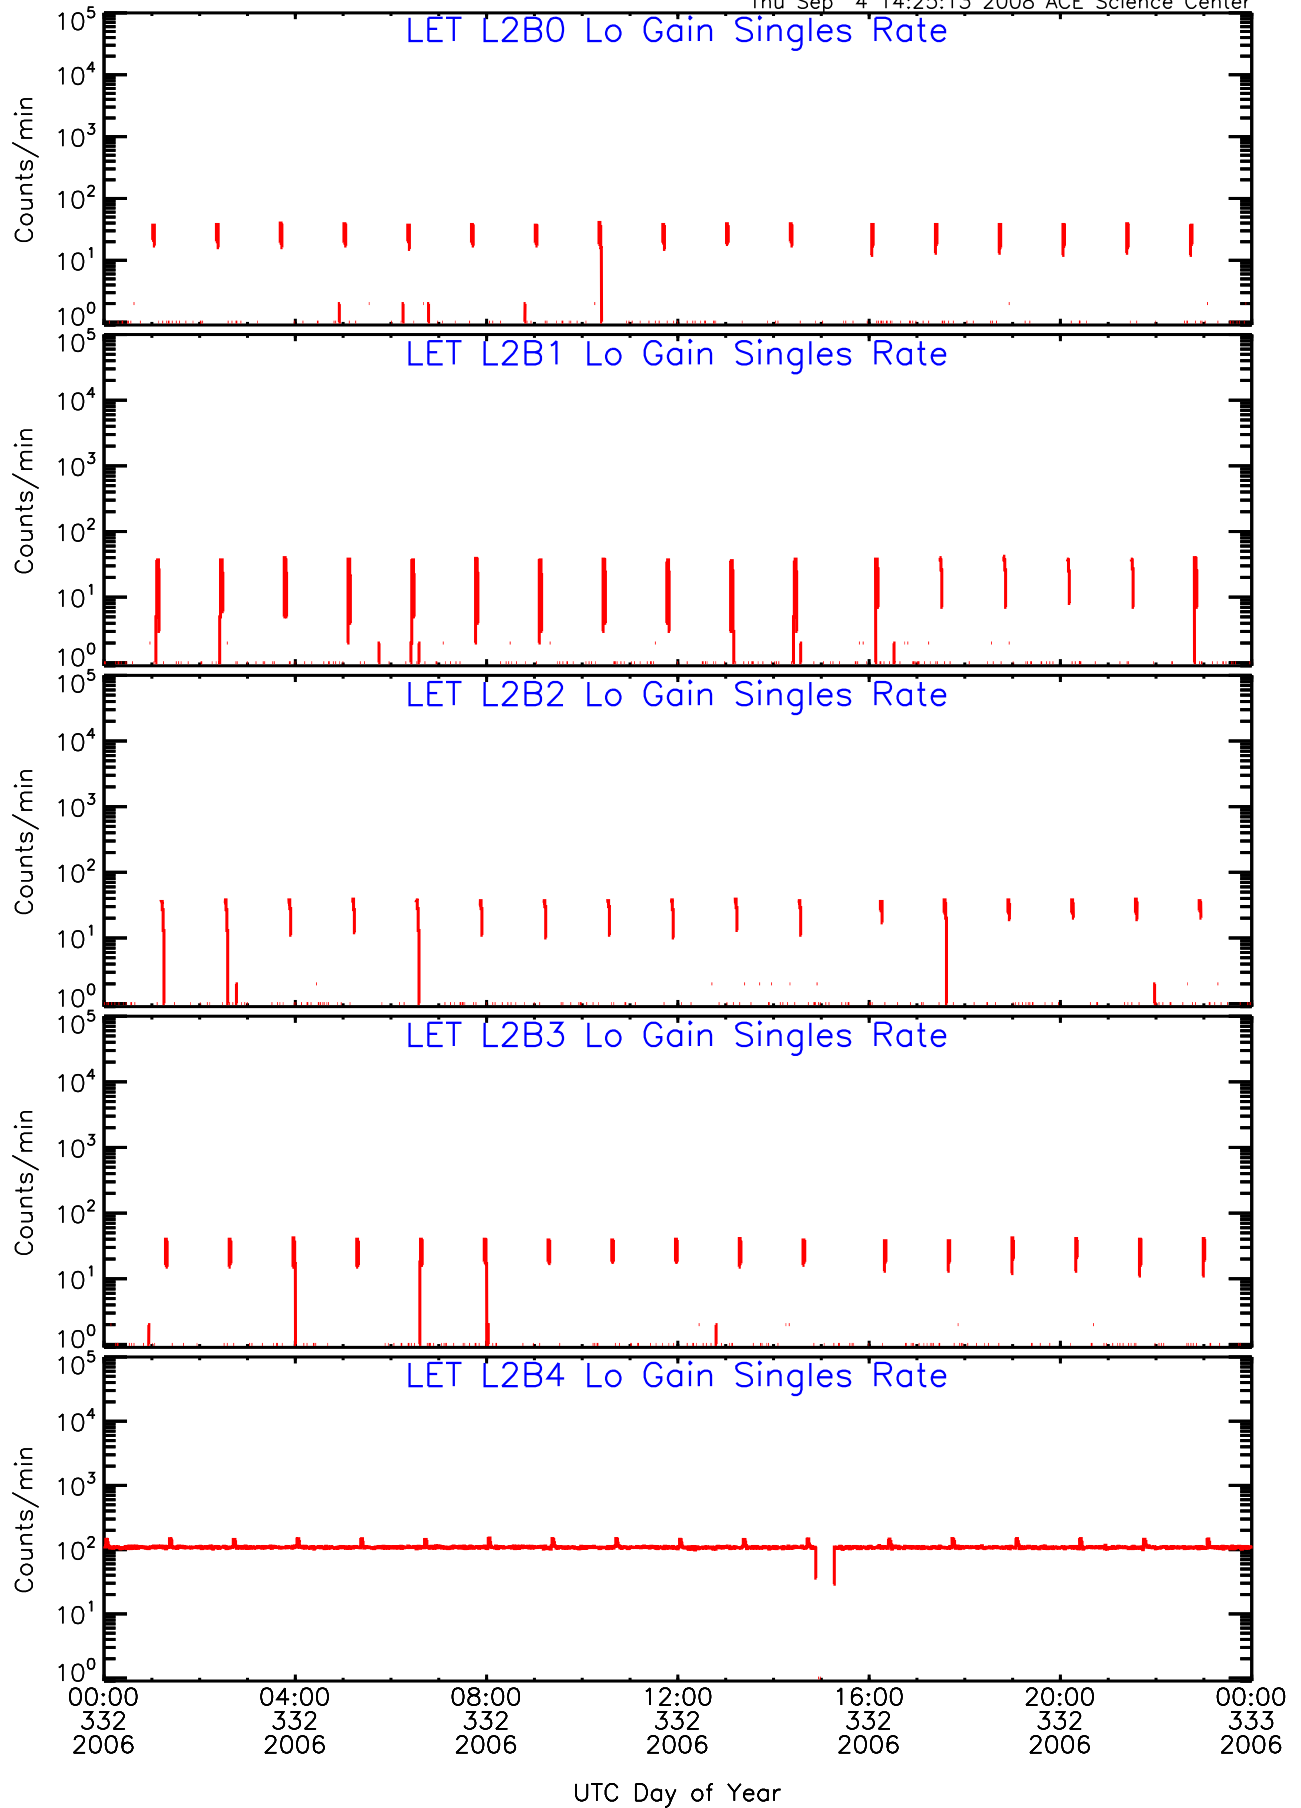 Thu Sep 4 14:25:13 2008 ACE Science Center
LET L2B0 Lo Gain Singles Rate
Counts/min
10^5
10^4
10^3
10^2
10^1
10^0
LET L2B1 Lo Gain Singles Rate
Counts/min
10^5
10^4
10^3
10^2
10^1
10^0
LET L2B2 Lo Gain Singles Rate
Counts/min
10^5
10^4
10^3
10^2
10^1
10^0
LET L2B3 Lo Gain Singles Rate
Counts/min
10^5
10^4
10^3
10^2
10^1
10^0
LET L2B4 Lo Gain Singles Rate
Counts/min
10^5
10^4
10^3
10^2
10^1
10^0
00:00 04:00 08:00 12:00 16:00 20:00 00:00
332 332 332 332 332 332 333
2006 2006 2006 2006 2006 2006 2006
UTC Day of Year